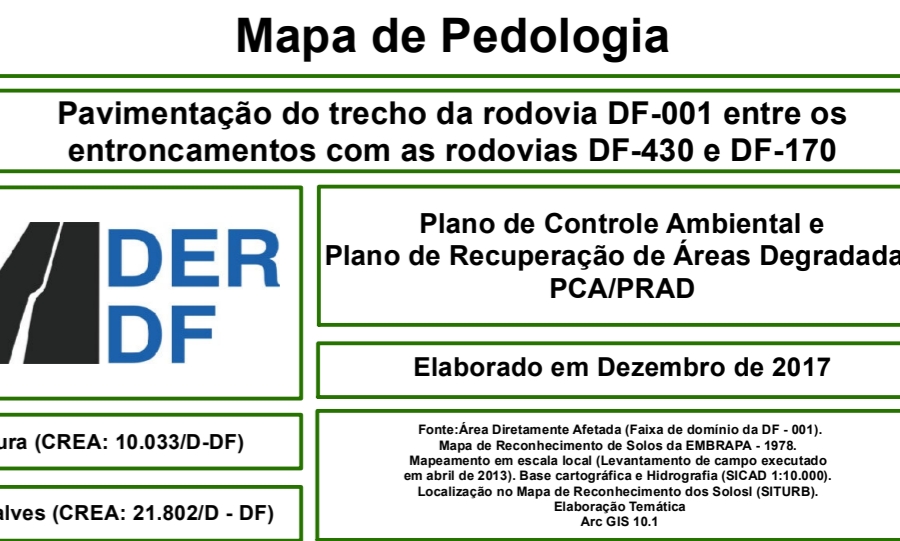 Mapa de Pedologia
Pavimentação do trecho da rodovia DF-001 entre os
entroncamentos com as rodovias DF-430 e DF-170
DER
DF
Plano de Controle Ambiental e
Plano de Recuperação de Áreas Degradada
PCA/PRAD
Elaborado em Dezembro de 2017
ura (CREA: 10.033/D-DF)
alves (CREA: 21.802/D - DF)
Fonte:Área Diretamente Afetada (Faixa de domínio da DF - 001).
Mapa de Reconhecimento de Solos da EMBRAPA - 1978.
Mapeamento em escala local (Levantamento de campo executado
em abril de 2013). Base cartográfica e Hidrografia (SICAD 1:10.000).
Localização no Mapa de Reconhecimento dos Solosl (SITURB).
Elaboração Temática
Arc GIS 10.1